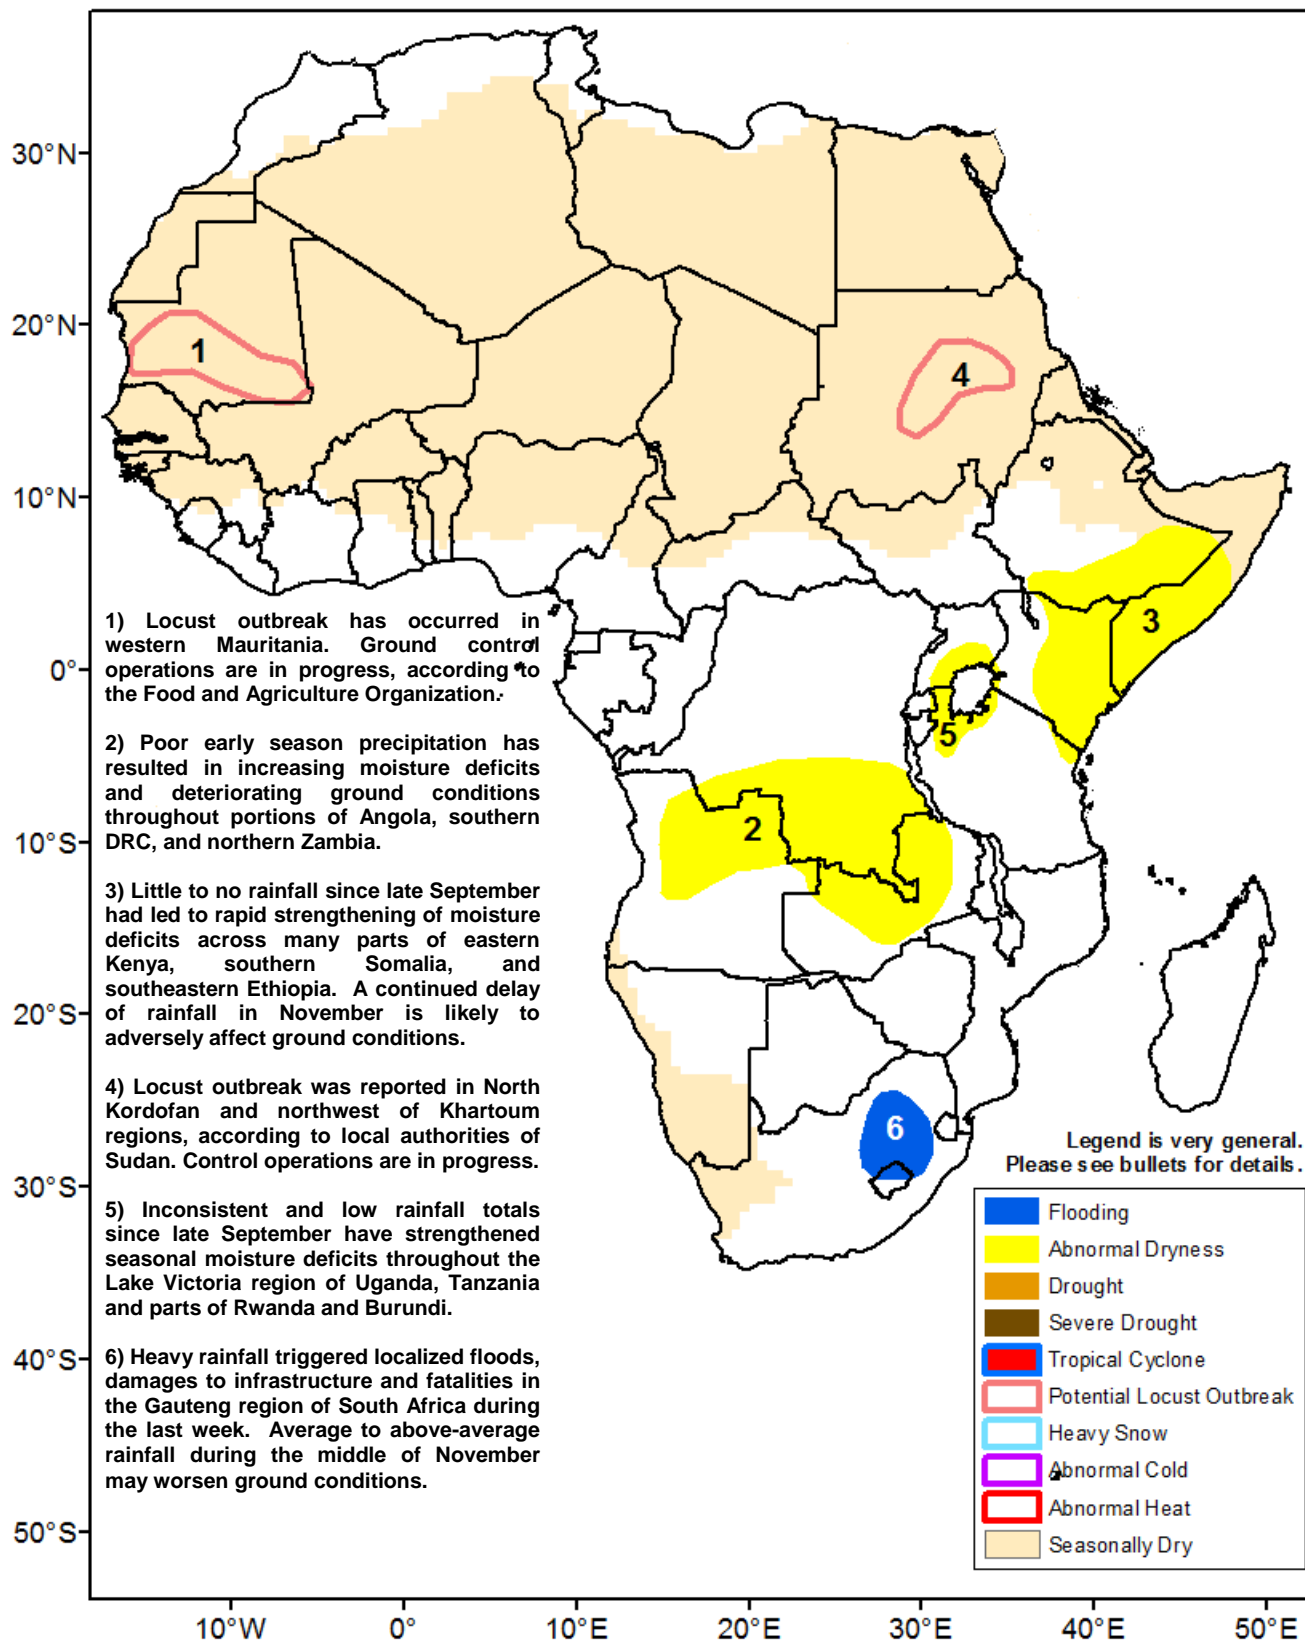 30°N
20°N
10°N
0°
10°S
20°S
30°S
40°S
50°S
1
4
3
5
2
6
1) Locust outbreak has occurred in
western Mauritania. Ground control
operations are in progress, according to
the Food and Agriculture Organization.
2) Poor early season precipitation has
resulted in increasing moisture deficits
and deteriorating ground conditions
throughout portions of Angola, southern
DRC, and northern Zambia.
3) Little to no rainfall since late September
had led to rapid strengthening of moisture
deficits across many parts of eastern
Kenya, southern Somalia, and
southeastern Ethiopia. A continued delay
of rainfall in November is likely to
adversely affect ground conditions.
4) Locust outbreak was reported in North
Kordofan and northwest of Khartoum
regions, according to local authorities of
Sudan. Control operations are in progress.
5) Inconsistent and low rainfall totals
since late September have strengthened
seasonal moisture deficits throughout the
Lake Victoria region of Uganda, Tanzania
and parts of Rwanda and Burundi.
6) Heavy rainfall triggered localized floods,
damages to infrastructure and fatalities in
the Gauteng region of South Africa during
the last week. Average to above-average
rainfall during the middle of November
may worsen ground conditions.
Legend is very general.
Please see bullets for details.
Flooding
Abnormal Dryness
Drought
Severe Drought
Tropical Cyclone
Potential Locust Outbreak
Heavy Snow
Abnormal Cold
Abnormal Heat
Seasonally Dry
10°W
0°
10°E
20°E
30°E
40°E
50°E